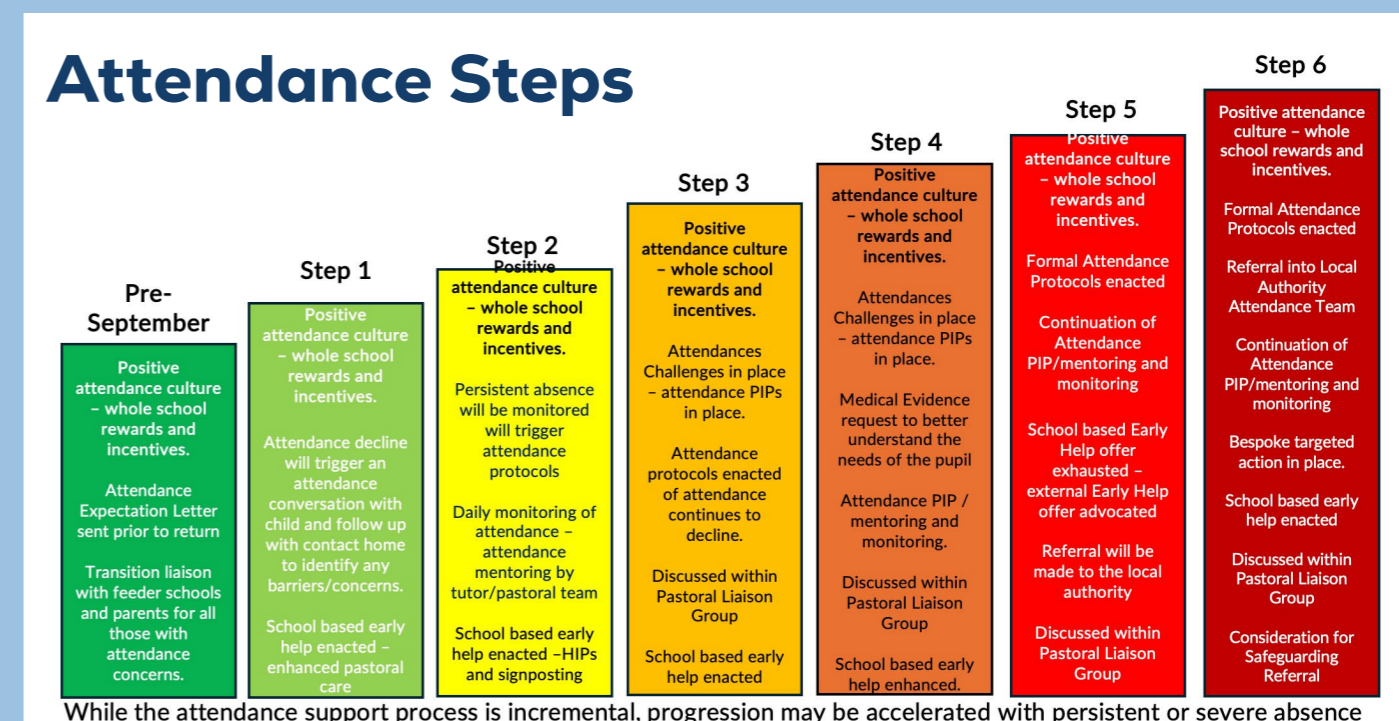 Attendance Steps
Pre-
September
Positive
attendance culture
– whole school
rewards and
incentives.
Attendance
Expectation Letter
sent prior to return
Transition liaison
with feeder schools
and parents for all
those with
attendance
concerns.
Step 1
Positive
attendance culture
– whole school
rewards and
incentives.
Attendance decline
will trigger an
attendance
conversation with
child and follow up
with contact home
to identify any
barriers/concerns.
School based early
help enacted –
enhanced pastoral
care
Step 2
Positive
attendance culture
– whole school
rewards and
incentives.
Persistent absence
will be monitored
will trigger
attendance
protocols
Daily monitoring of
attendance –
attendance
mentoring by
tutor/pastoral team
School based early
help enacted –HIPs
and signposting
Step 3
Positive
attendance culture
– whole school
rewards and
incentives.
Attendances
Challenges in place
– attendance PIPs
in place.
Attendance
protocols enacted
of attendance
continues to
decline.
Discussed within
Pastoral Liaison
Group
School based early
help enacted
Step 4
Positive
attendance culture
– whole school
rewards and
incentives.
Attendances
Challenges in place
– attendance PIPs
in place.
Medical Evidence
request to better
understand the
needs of the pupil
Attendance PIP /
mentoring and
monitoring.
Discussed within
Pastoral Liaison
Group
School based early
help enhanced.
Step 5
Positive
attendance culture
– whole school
rewards and
incentives.
Formal Attendance
Protocols enacted
Continuation of
Attendance
PIP/mentoring and
monitoring
School based Early
Help offer
exhausted –
external Early Help
offer advocated
Referral will be
made to the local
authority
Discussed within
Pastoral Liaison
Group
Step 6
Positive attendance
culture – whole
school rewards and
incentives.
Formal Attendance
Protocols enacted
Referral into Local
Authority
Attendance Team
Continuation of
Attendance
PIP/mentoring and
monitoring
Bespoke targeted
action in place.
School based early
help enacted
Discussed within
Pastoral Liaison
Group
Consideration for
Safeguarding
Referral
While the attendance support process is incremental, progression may be accelerated with persistent or severe absence